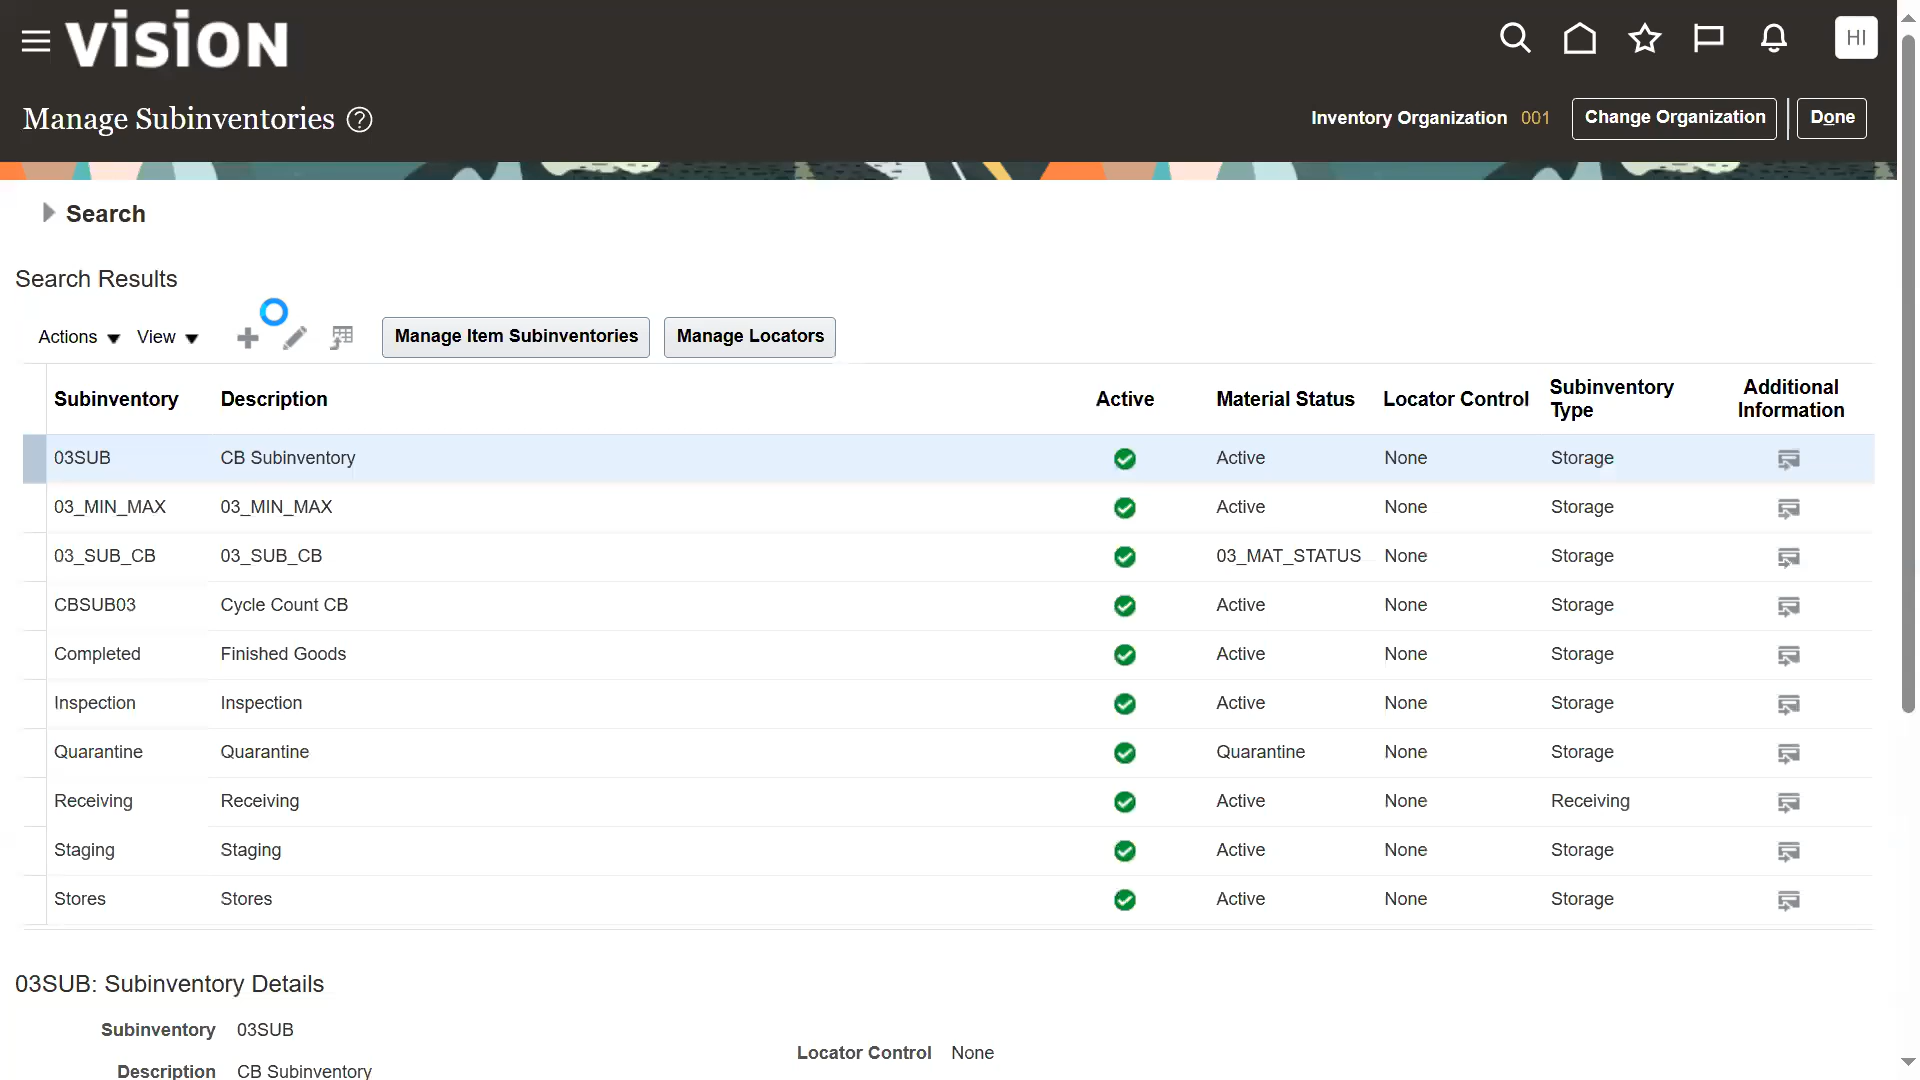 vision
HI
Manage Subinventories ?
Inventory Organization 001 Change Organization Done
Search
Search Results
Actions View Manage Item Subinventories Manage Locators
Subinventory Description Active Material Status Locator Control Subinventory Type Additional Information
03SUB CB Subinventory Active None Storage
03_MIN_MAX 03_MIN_MAX Active None Storage
03_SUB_CB 03_SUB_CB 03_MAT_STATUS None Storage
CBSUB03 Cycle Count CB Active None Storage
Completed Finished Goods Active None Storage
Inspection Inspection Active None Storage
Quarantine Quarantine Quarantine None Storage
Receiving Receiving Active None Receiving
Staging Staging Active None Storage
Stores Stores Active None Storage
03SUB: Subinventory Details
Subinventory 03SUB
Locator Control None
Description CB Subinventory